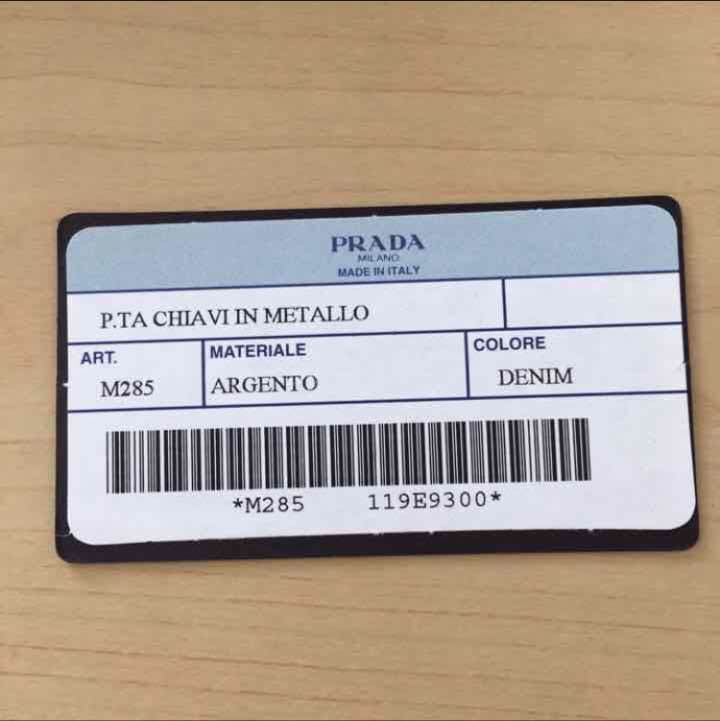 PRADA
MILANO
MADE IN ITALY
P.TA CHIAVI IN METALLO
ART. MATERIALE COLORE
M285 ARGENTO DENIM
*M285 119E9300*